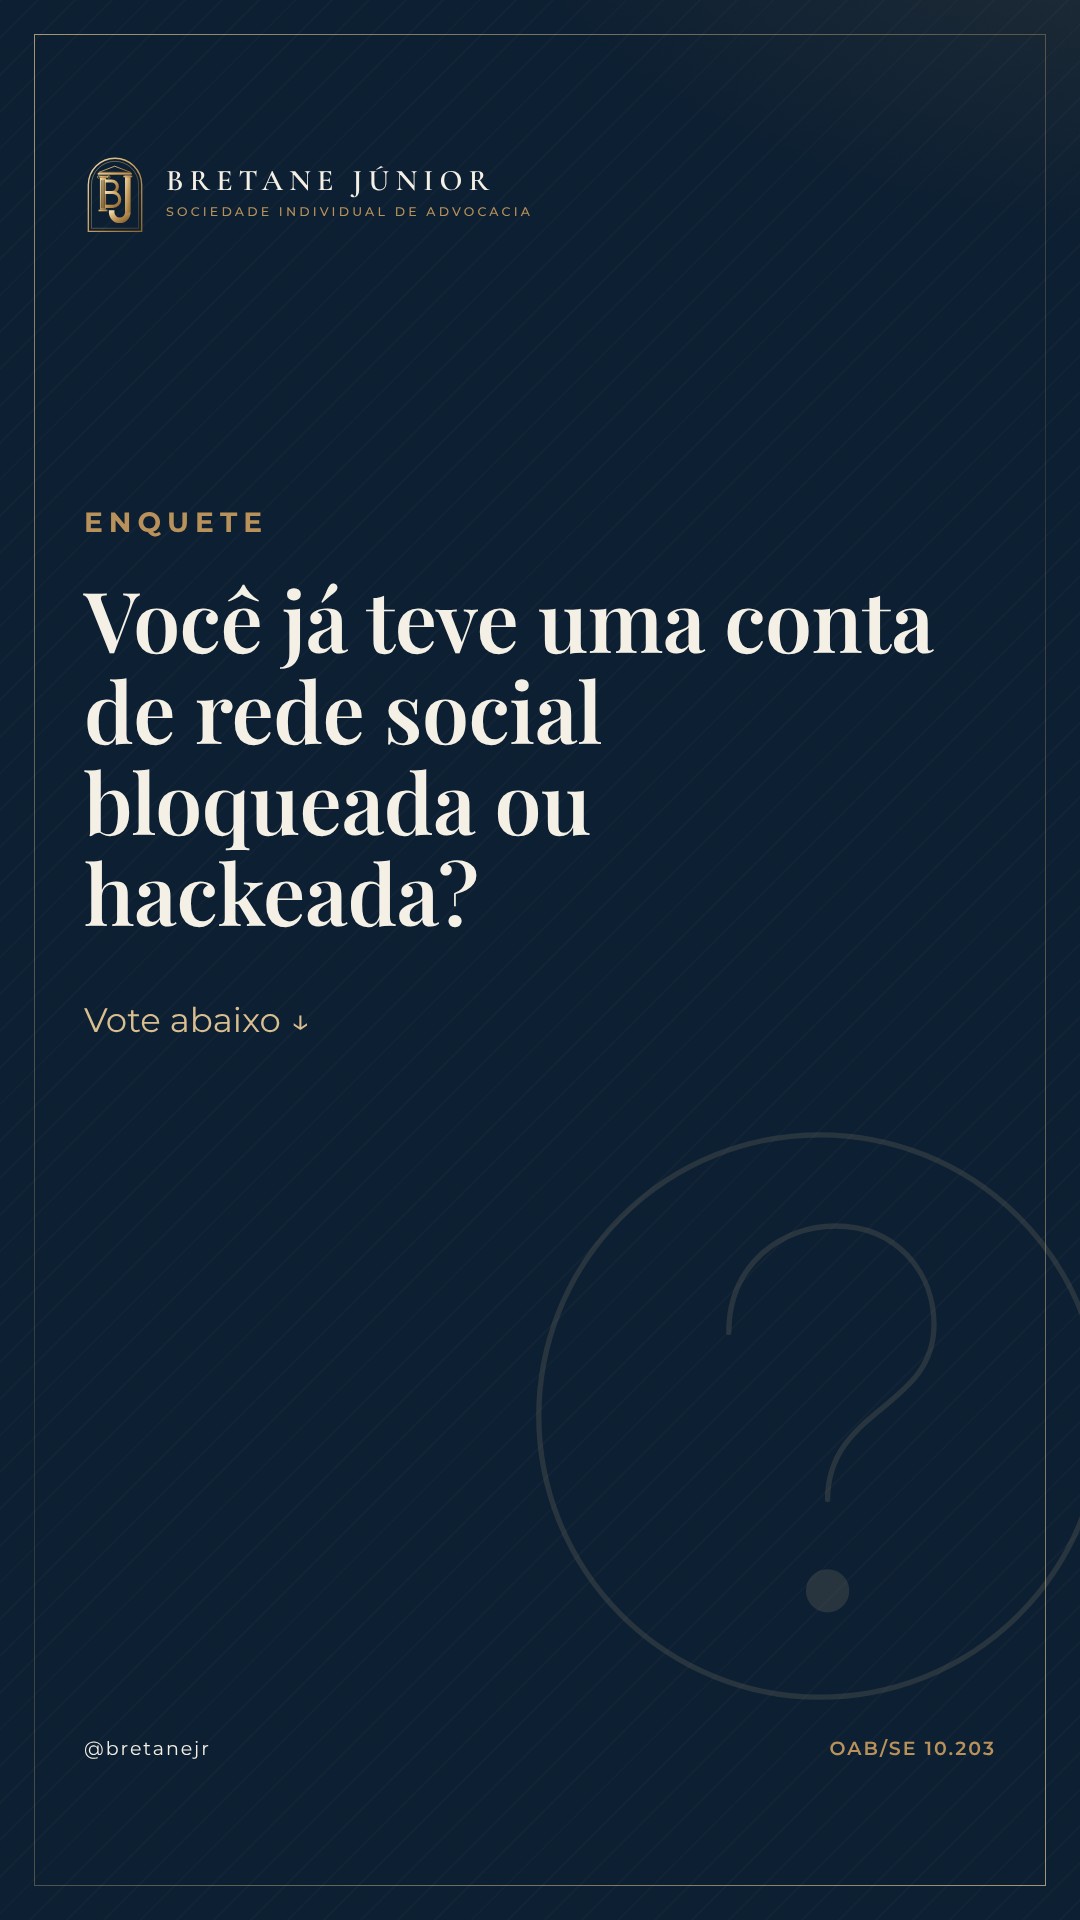 BJ
BRETANE JÚNIOR
SOCIEDADE INDIVIDUAL DE ADVOCACIA
ENQUETE
Você já teve uma conta
de rede social
bloqueada ou
hackeada?
Vote abaixo ↓
?
@bretanejr
OAB/SE 10.203